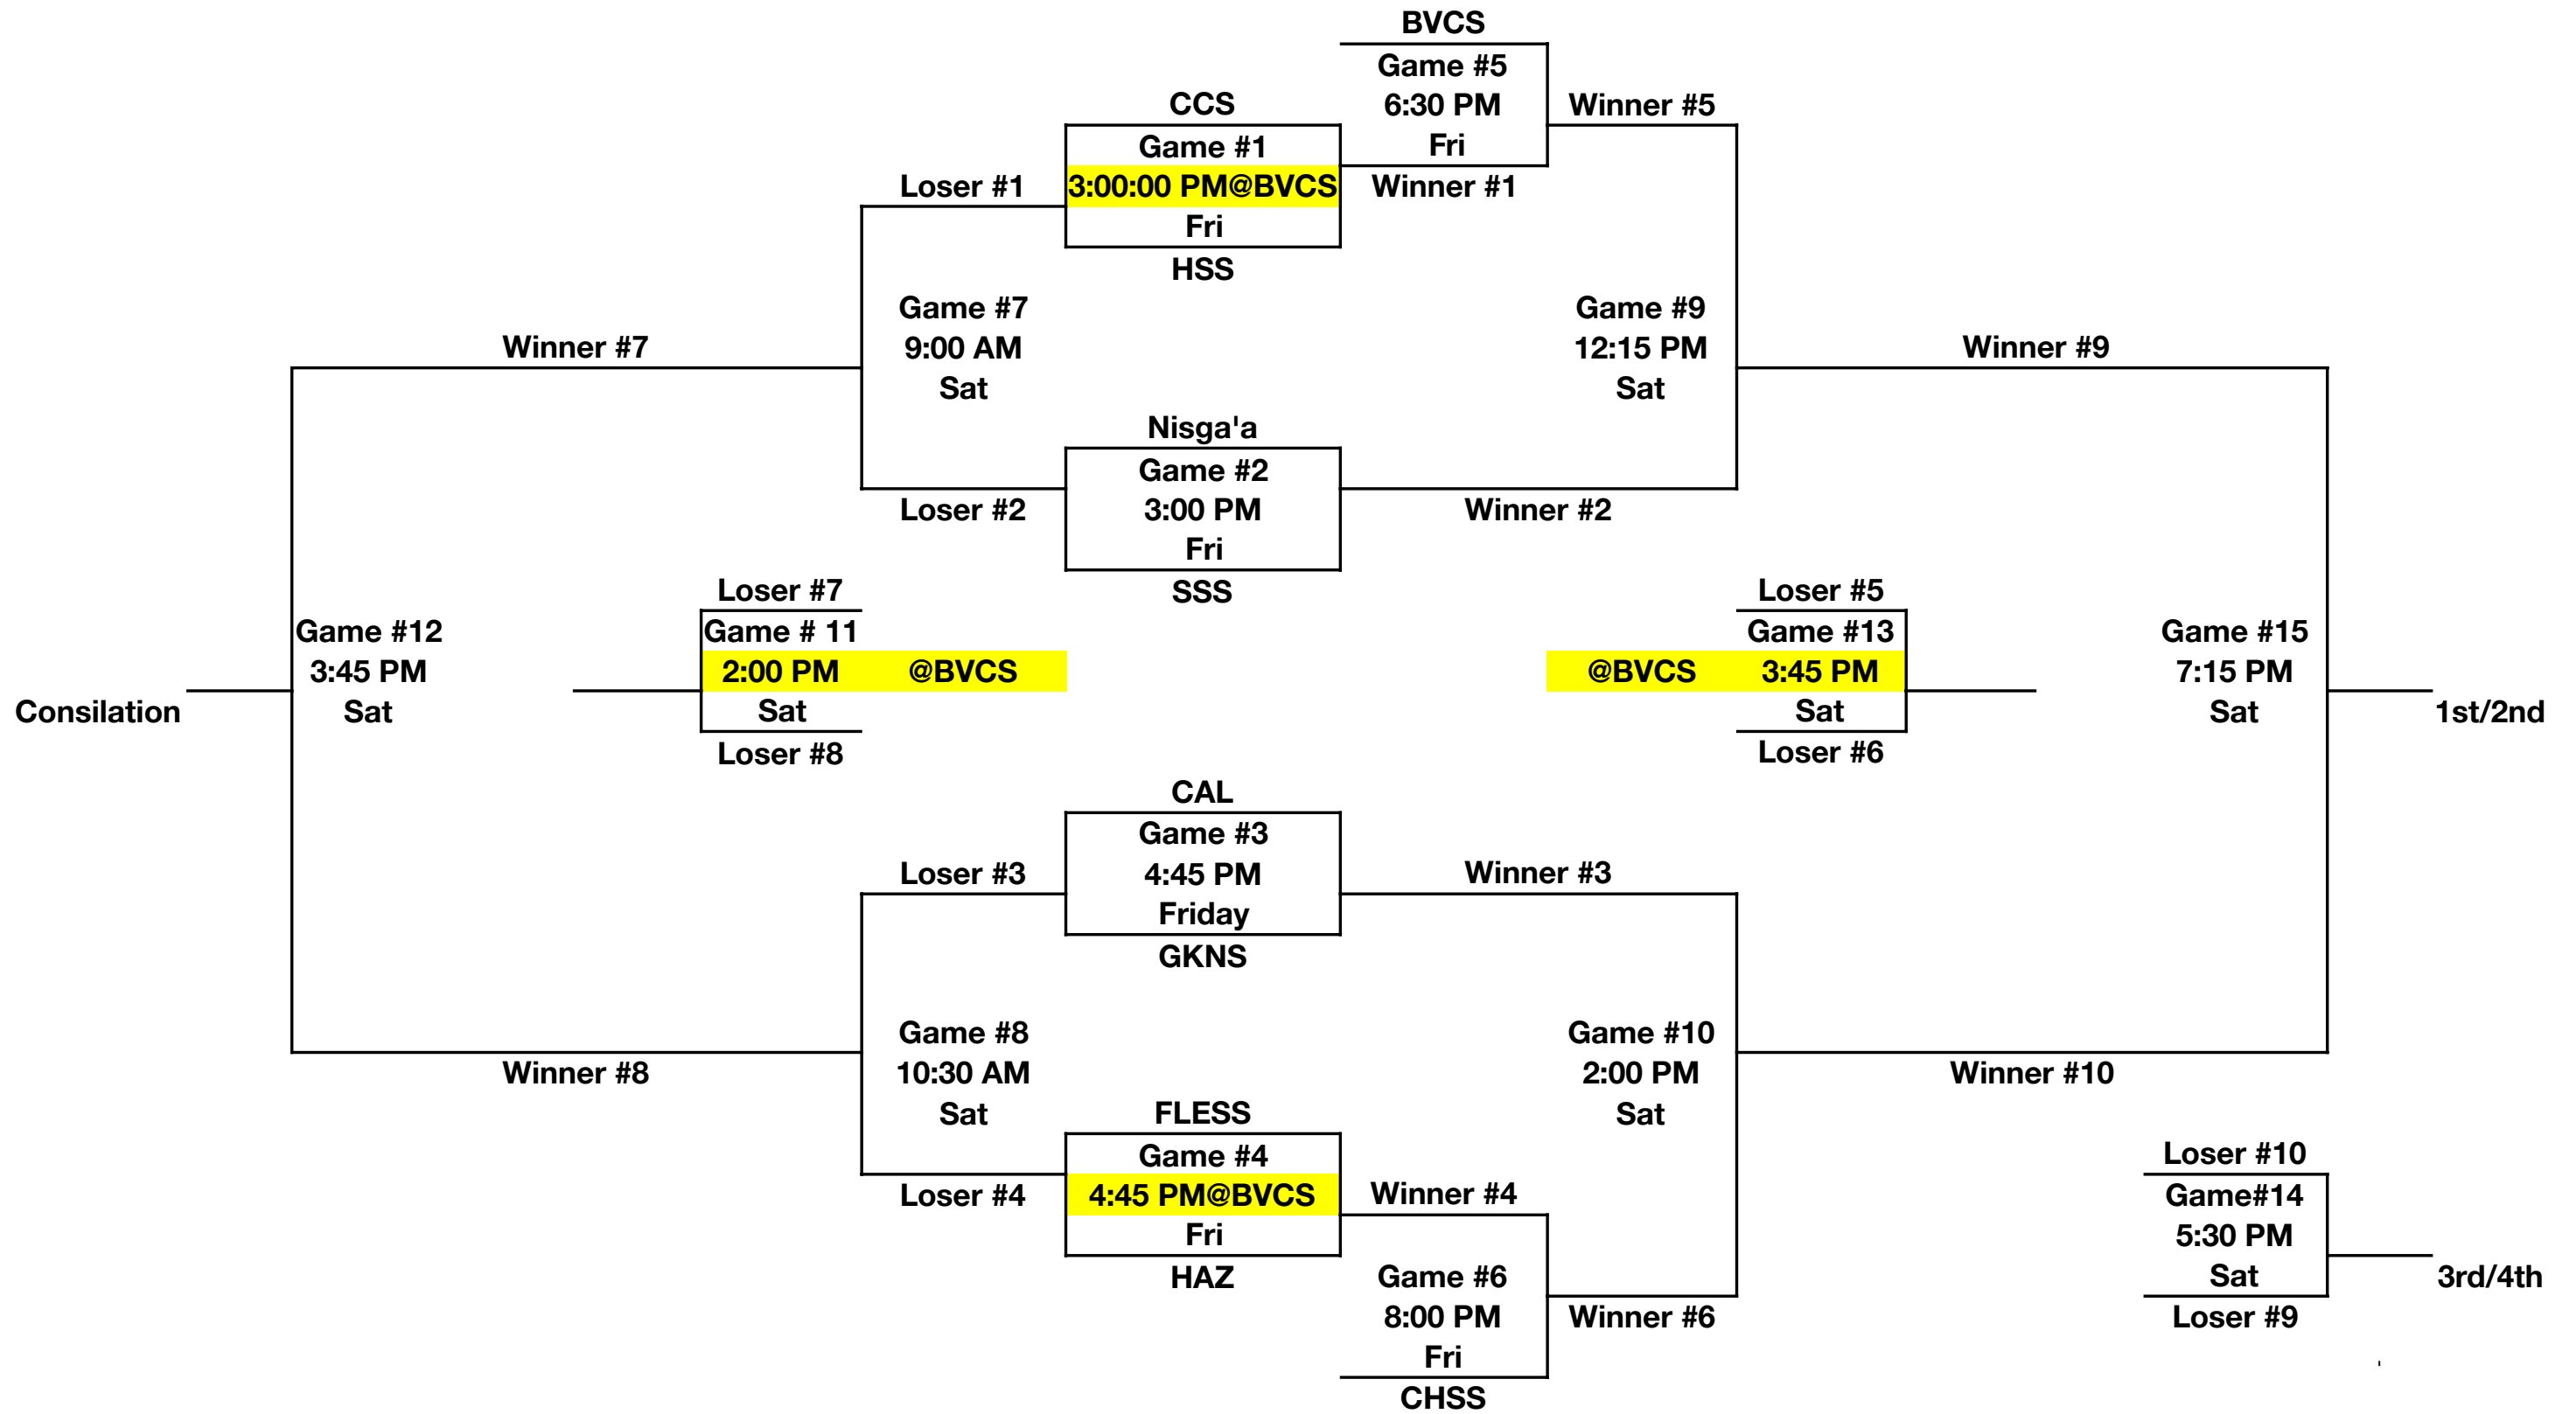 BVCS
Game #5
6:30 PM
Fri
Winner #5
CCS
Game #1
3:00:00 PM@BVCS
Fri
HSS
Loser #1
Winner #1
Game #7
9:00 AM
Sat
Game #9
12:15 PM
Sat
Winner #7
Winner #9
Nisga'a
Game #2
3:00 PM
Fri
SSS
Loser #2
Winner #2
Loser #7
Game # 11
2:00 PM @BVCS
Sat
Loser #8
Loser #5
Game #13
@BVCS 3:45 PM
Sat
Loser #6
Game #12
3:45 PM
Sat
Consilation
Game #15
7:15 PM
Sat
1st/2nd
CAL
Game #3
4:45 PM
Friday
GKNS
Loser #3
Winner #3
Game #8
10:30 AM
Sat
Game #10
2:00 PM
Sat
Winner #8
Winner #10
FLESS
Game #4
4:45 PM@BVCS
Fri
HAZ
Loser #4
Winner #4
Game #6
8:00 PM
Fri
CHSS
Winner #6
Loser #10
Game#14
5:30 PM
Sat
Loser #9
3rd/4th
'